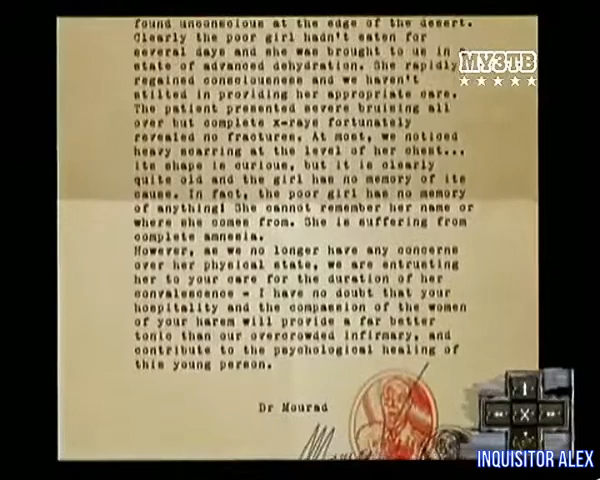 found unconscious at the edge of the desert.
Clearly the poor girl hadn't eaten for
several days and she was brought to us in a
state of advanced dehydration. She rapidly
regained consciousness and we haven't
stilted in providing her appropriate care.
The patient presented severe bruising all
over but complete x-rays fortunately
revealed no fractures. At most, we noticed
heavy scarring at the level of her chest...
its shape is curious, but it is clearly
quite old and the girl has no memory of its
cause. In fact, the poor girl has no memory
of anything! She cannot remember her name or
where she comes from. She is suffering from
complete amnesia.
However, as we no longer have any concerns
over her physical state, we are entrusting
her to your care for the duration of her
convalescence - I have no doubt that your
hospitality and the compassion of the women
of your harem will provide a far better
tonic than our overcrowded infirmary, and
contribute to the psychological healing of
this young person.
Dr Mourad
МУЗТВ
INQUISITOR ALEX